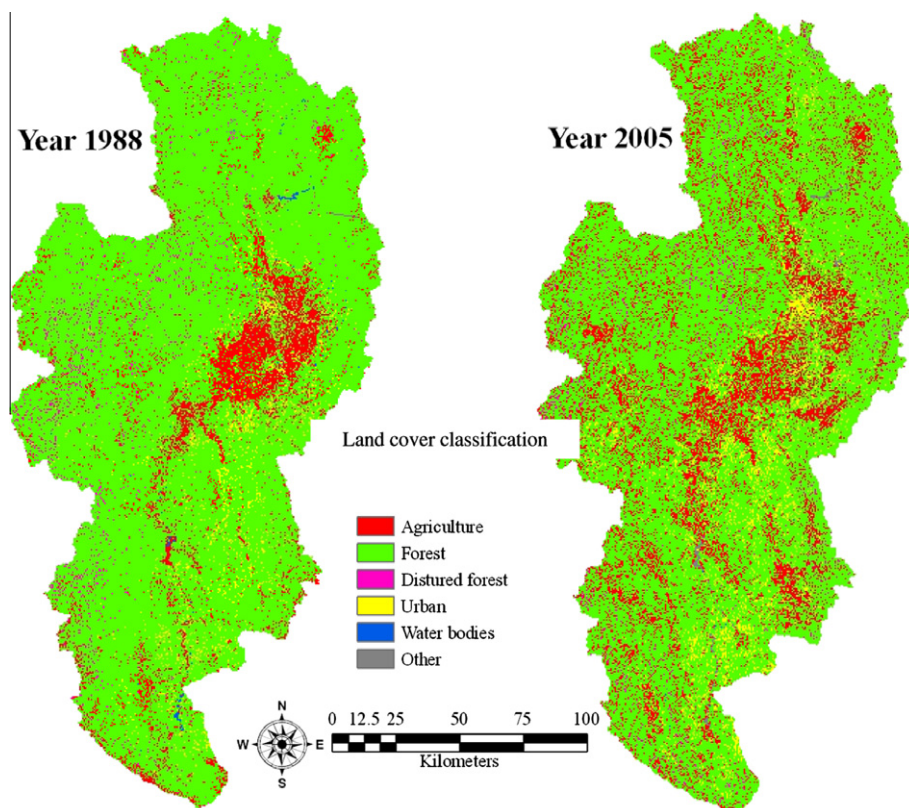 Year 1988
Year 2005
Land cover classification
Agriculture
Forest
Distured forest
Urban
Water bodies
Other
N
W E
S
0 12.5 25 50 75 100
Kilometers